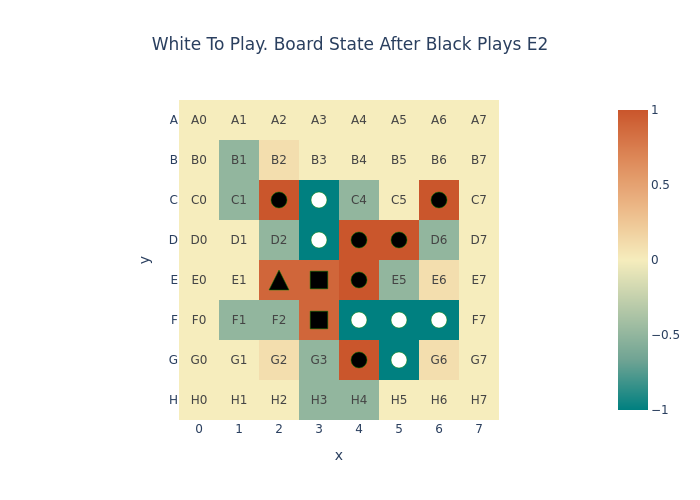 White To Play. Board State After Black Plays E2
A A0 A1 A2 A3 A4 A5 A6 A7
B B0 B1 B2 B3 B4 B5 B6 B7
C C0 C1 C4 C5 C7
D D0 D1 D2 D6 D7
E E0 E1 E5 E6 E7
F F0 F1 F2 F7
G G0 G1 G2 G3 G6 G7
H H0 H1 H2 H3 H4 H5 H6 H7
0 1 2 3 4 5 6 7
x
y
1
0.5
0
−0.5
−1